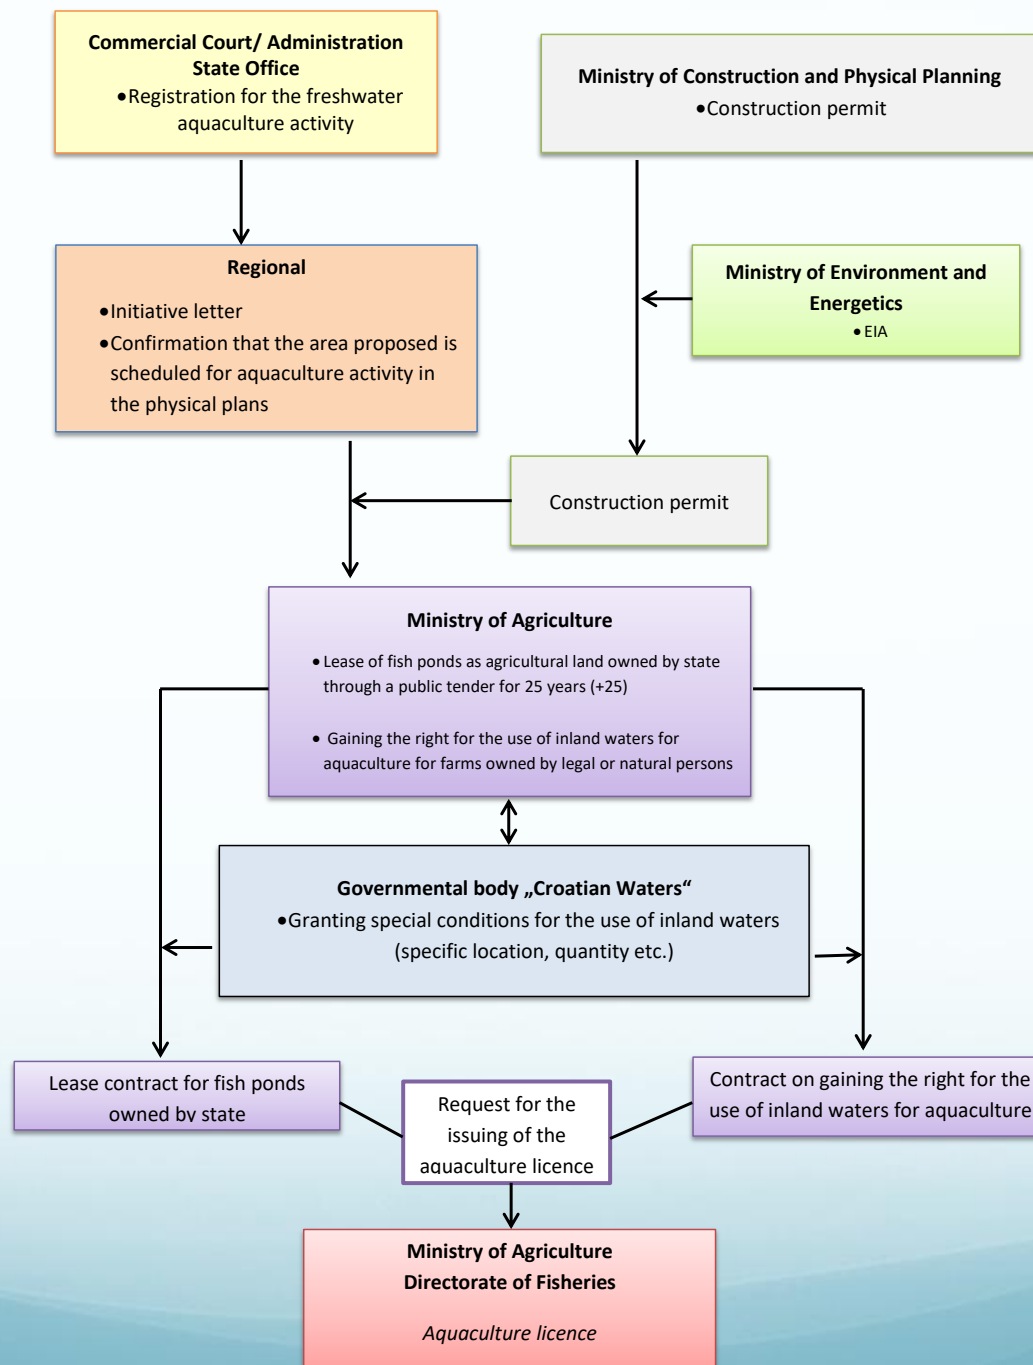 Commercial Court/ Administration
State Office
•Registration for the freshwater
aquaculture activity
Ministry of Construction and Physical Planning
•Construction permit
Regional
•Initiative letter
•Confirmation that the area proposed is
scheduled for aquaculture activity in
the physical plans
Ministry of Environment and
Energetics
• EIA
Construction permit
Ministry of Agriculture
• Lease of fish ponds as agricultural land owned by state
through a public tender for 25 years (+25)
• Gaining the right for the use of inland waters for
aquaculture for farms owned by legal or natural persons
Governmental body „Croatian Waters“
•Granting special conditions for the use of inland waters
(specific location, quantity etc.)
Lease contract for fish ponds
owned by state
Request for the
issuing of the
aquaculture licence
Contract on gaining the right for the
use of inland waters for aquaculture
Ministry of Agriculture
Directorate of Fisheries
Aquaculture licence